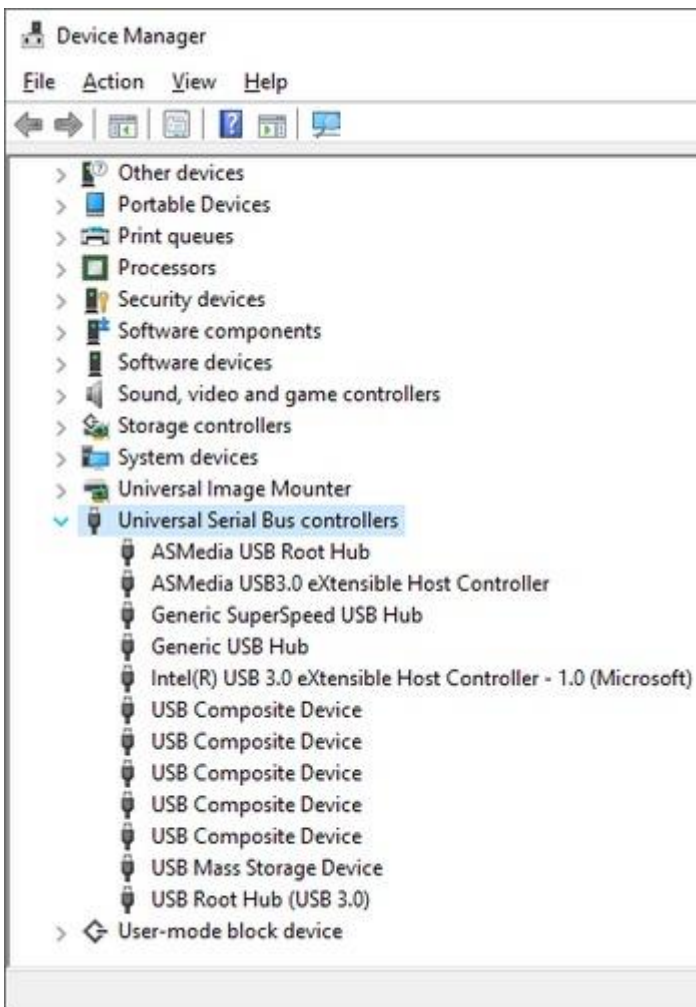 Device Manager
File Action View Help
Other devices
Portable Devices
Print queues
Processors
Security devices
Software components
Software devices
Sound, video and game controllers
Storage controllers
System devices
Universal Image Mounter
Universal Serial Bus controllers
ASMedia USB Root Hub
ASMedia USB3.0 eXtensible Host Controller
Generic SuperSpeed USB Hub
Generic USB Hub
Intel(R) USB 3.0 eXtensible Host Controller - 1.0 (Microsoft)
USB Composite Device
USB Composite Device
USB Composite Device
USB Composite Device
USB Composite Device
USB Mass Storage Device
USB Root Hub (USB 3.0)
User-mode block device